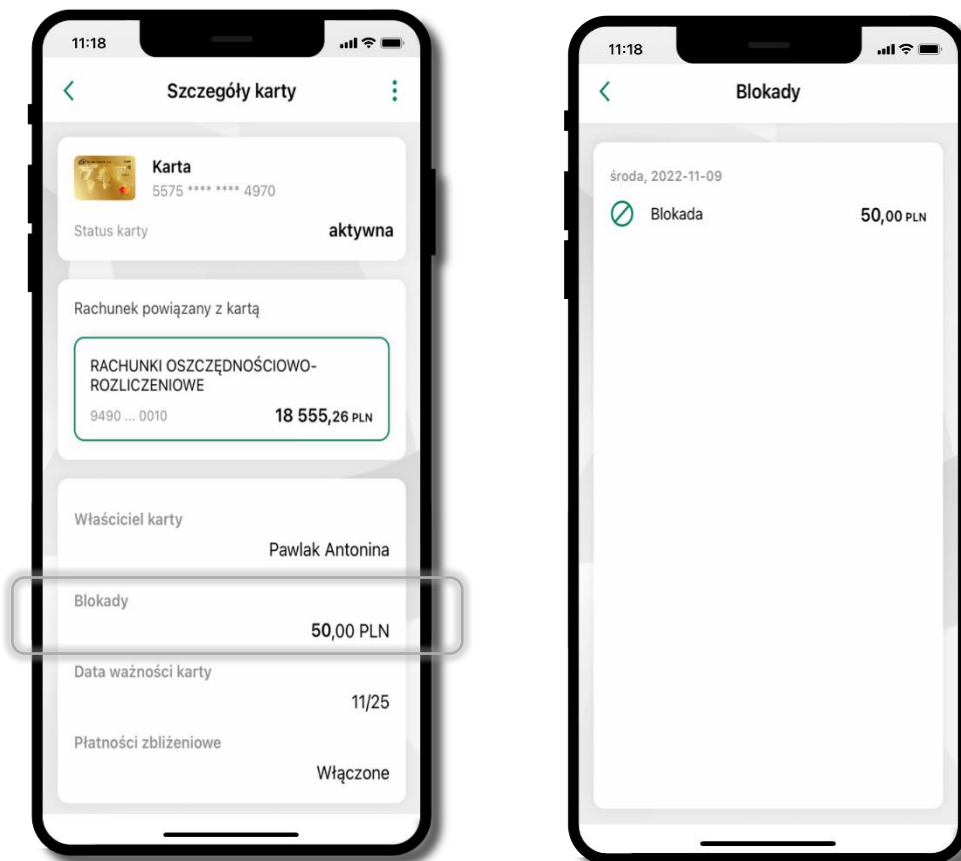 11:18
Szczegóły karty
Karta
5575 **** **** 4970
Status karty aktywna
Rachunek powiązany z kartą
RACHUNKI OSZCZĘDNOŚCIOWO-
ROZLICZENIOWE
9490 ... 0010 18 555,26 PLN
Właściciel karty
Pawlak Antonina
Blokady
50,00 PLN
Data ważności karty
11/25
Płatności zbliżeniowe
Włączone
11:18
Blokady
środa, 2022-11-09
Blokada 50,00 PLN